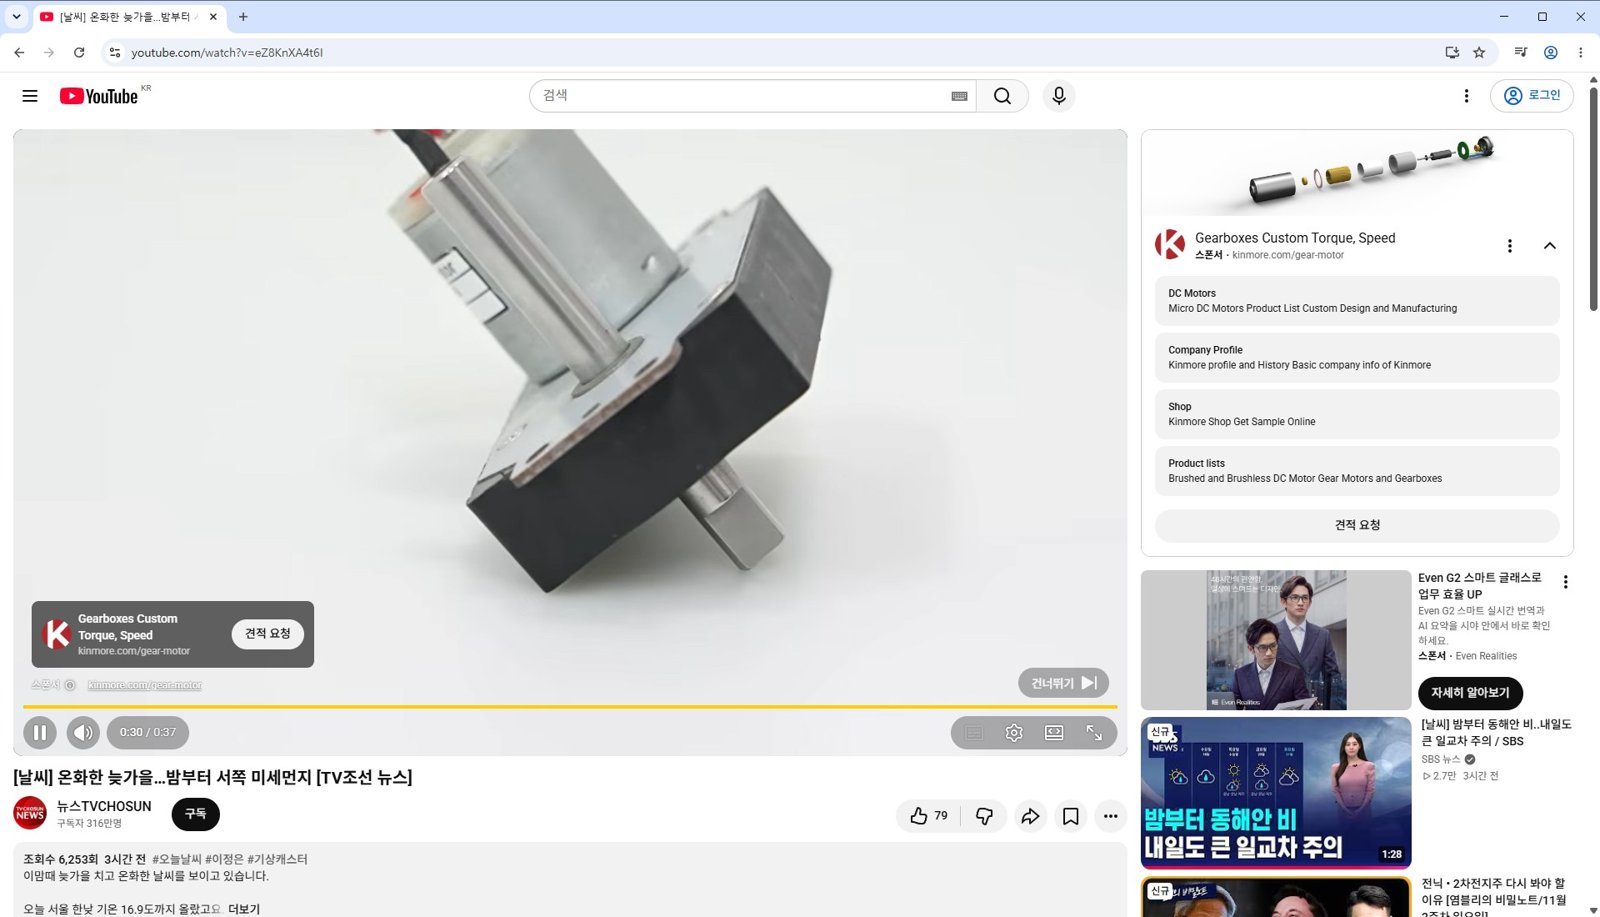 [날씨] 온화한 늦가을…밤부터
youtube.com/watch?v=eZ8KnXA4t6I
YouTube KR
검색
로그인
Gearboxes Custom Torque, Speed
kinmore.com/gear-motor
견적 요청
스폰서
kinmore.com/gear-motor
건너뛰기
0:30 / 0:37
[날씨] 온화한 늦가을…밤부터 서쪽 미세먼지 [TV조선 뉴스]
TVCHOSUN NEWS
뉴스TVCHOSUN
구독자 316만명
구독
79
조회수 6,253회 3시간 전 #오늘날씨 #이정은 #기상캐스터
이맘때 늦가을 치고 온화한 날씨를 보이고 있습니다.
오늘 서울 한낮 기온 16.9도까지 올랐고요. 더보기
Gearboxes Custom Torque, Speed
스폰서 · kinmore.com/gear-motor
DC Motors
Micro DC Motors Product List Custom Design and Manufacturing
Company Profile
Kinmore profile and History Basic company info of Kinmore
Shop
Kinmore Shop Get Sample Online
Product lists
Brushed and Brushless DC Motor Gear Motors and Gearboxes
견적 요청
Even Realities
Even G2 스마트 글래스로
업무 효율 UP
Even G2 스마트 실시간 번역과
AI 요약을 시야 안에서 바로 확인
하세요.
스폰서 · Even Realities
자세히 알아보기
신규
SBS NEWS
밤부터 동해안 비
내일도 큰 일교차 주의
1:28
[날씨] 밤부터 동해안 비..내일도
큰 일교차 주의 / SBS
SBS 뉴스
2.7만 3시간 전
신규
전닉 • 2차전지주 다시 봐야 할
이유 [염블리의 비밀노트/11월